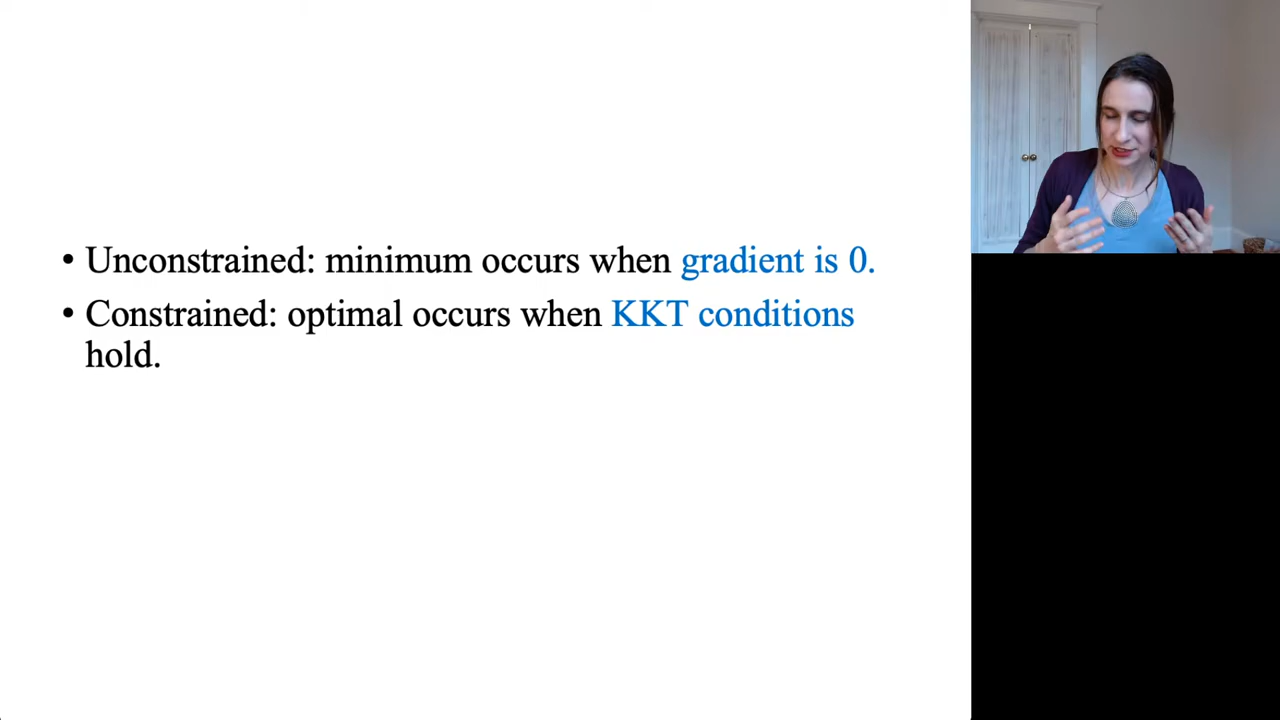 • Unconstrained: minimum occurs when gradient is 0.
• Constrained: optimal occurs when KKT conditions
hold.